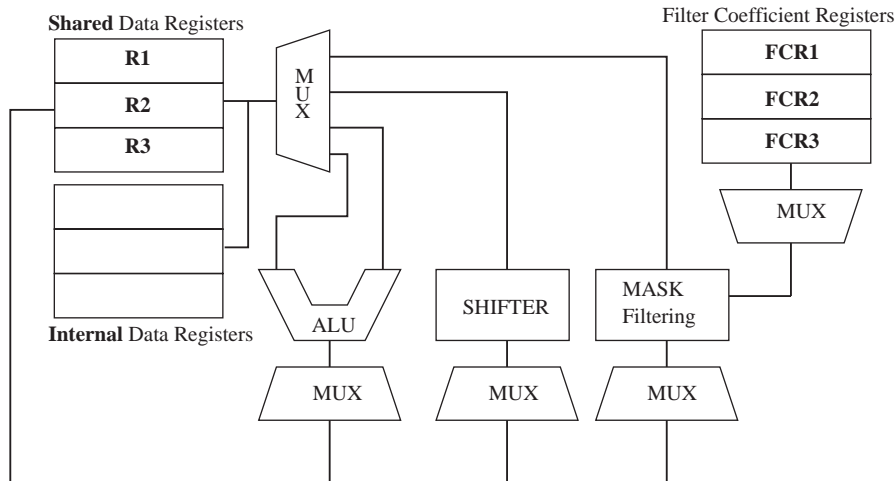 Shared Data Registers
R1
R2
R3
Internal Data Registers
M
U
X
ALU
MUX
SHIFTER
MUX
MASK
Filtering
MUX
Filter Coefficient Registers
FCR1
FCR2
FCR3
MUX